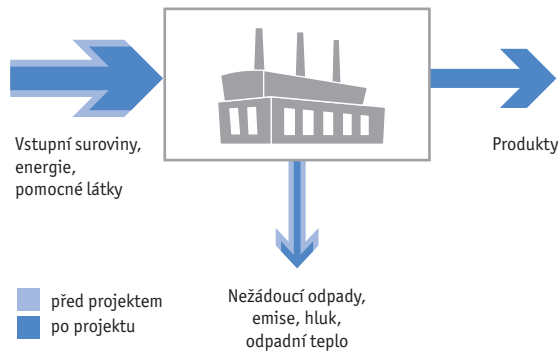 Vstupní suroviny,
energie,
pomocné látky
Produkty
Nežádoucí odpady,
emise, hluk,
odpadní teplo
před projektem
po projektu